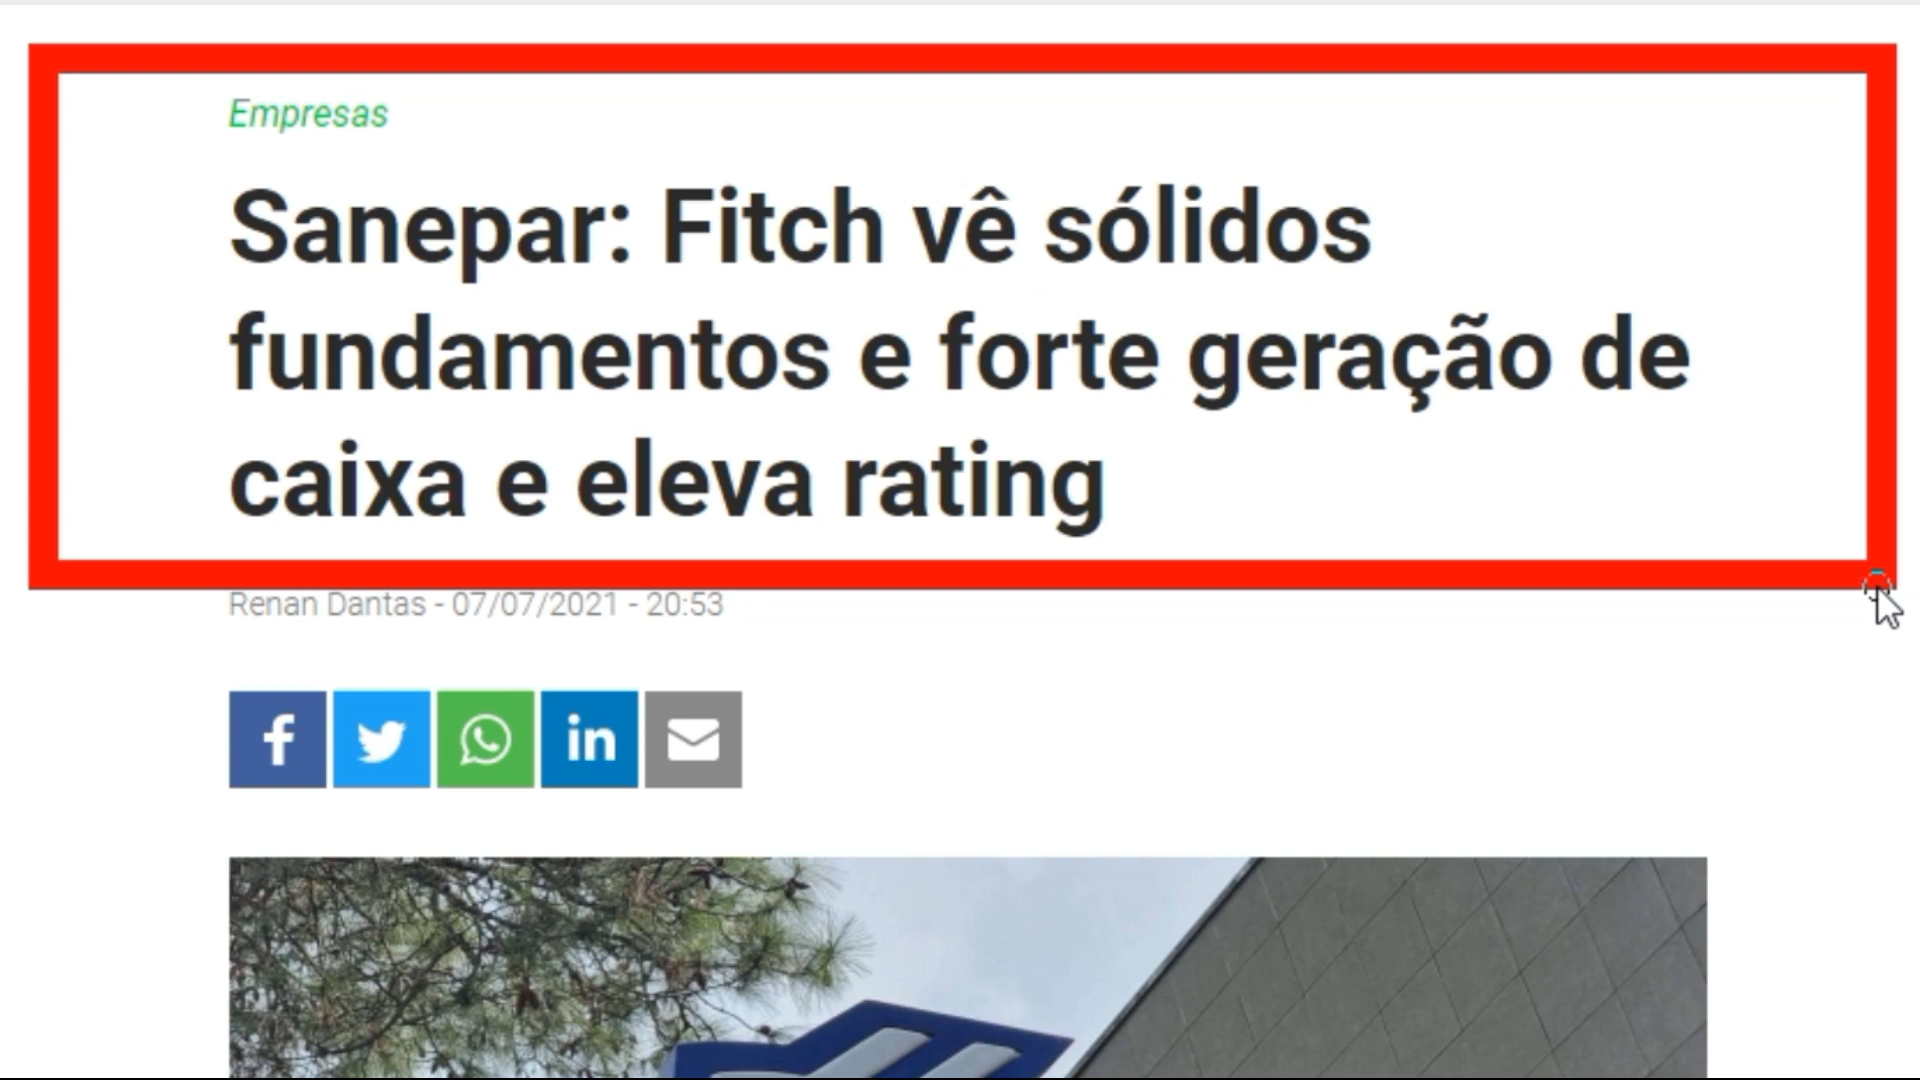 Empresas
Sanepar: Fitch vê sólidos
fundamentos e forte geração de
caixa e eleva rating
Renan Dantas - 07/07/2021 - 20:53
f
in